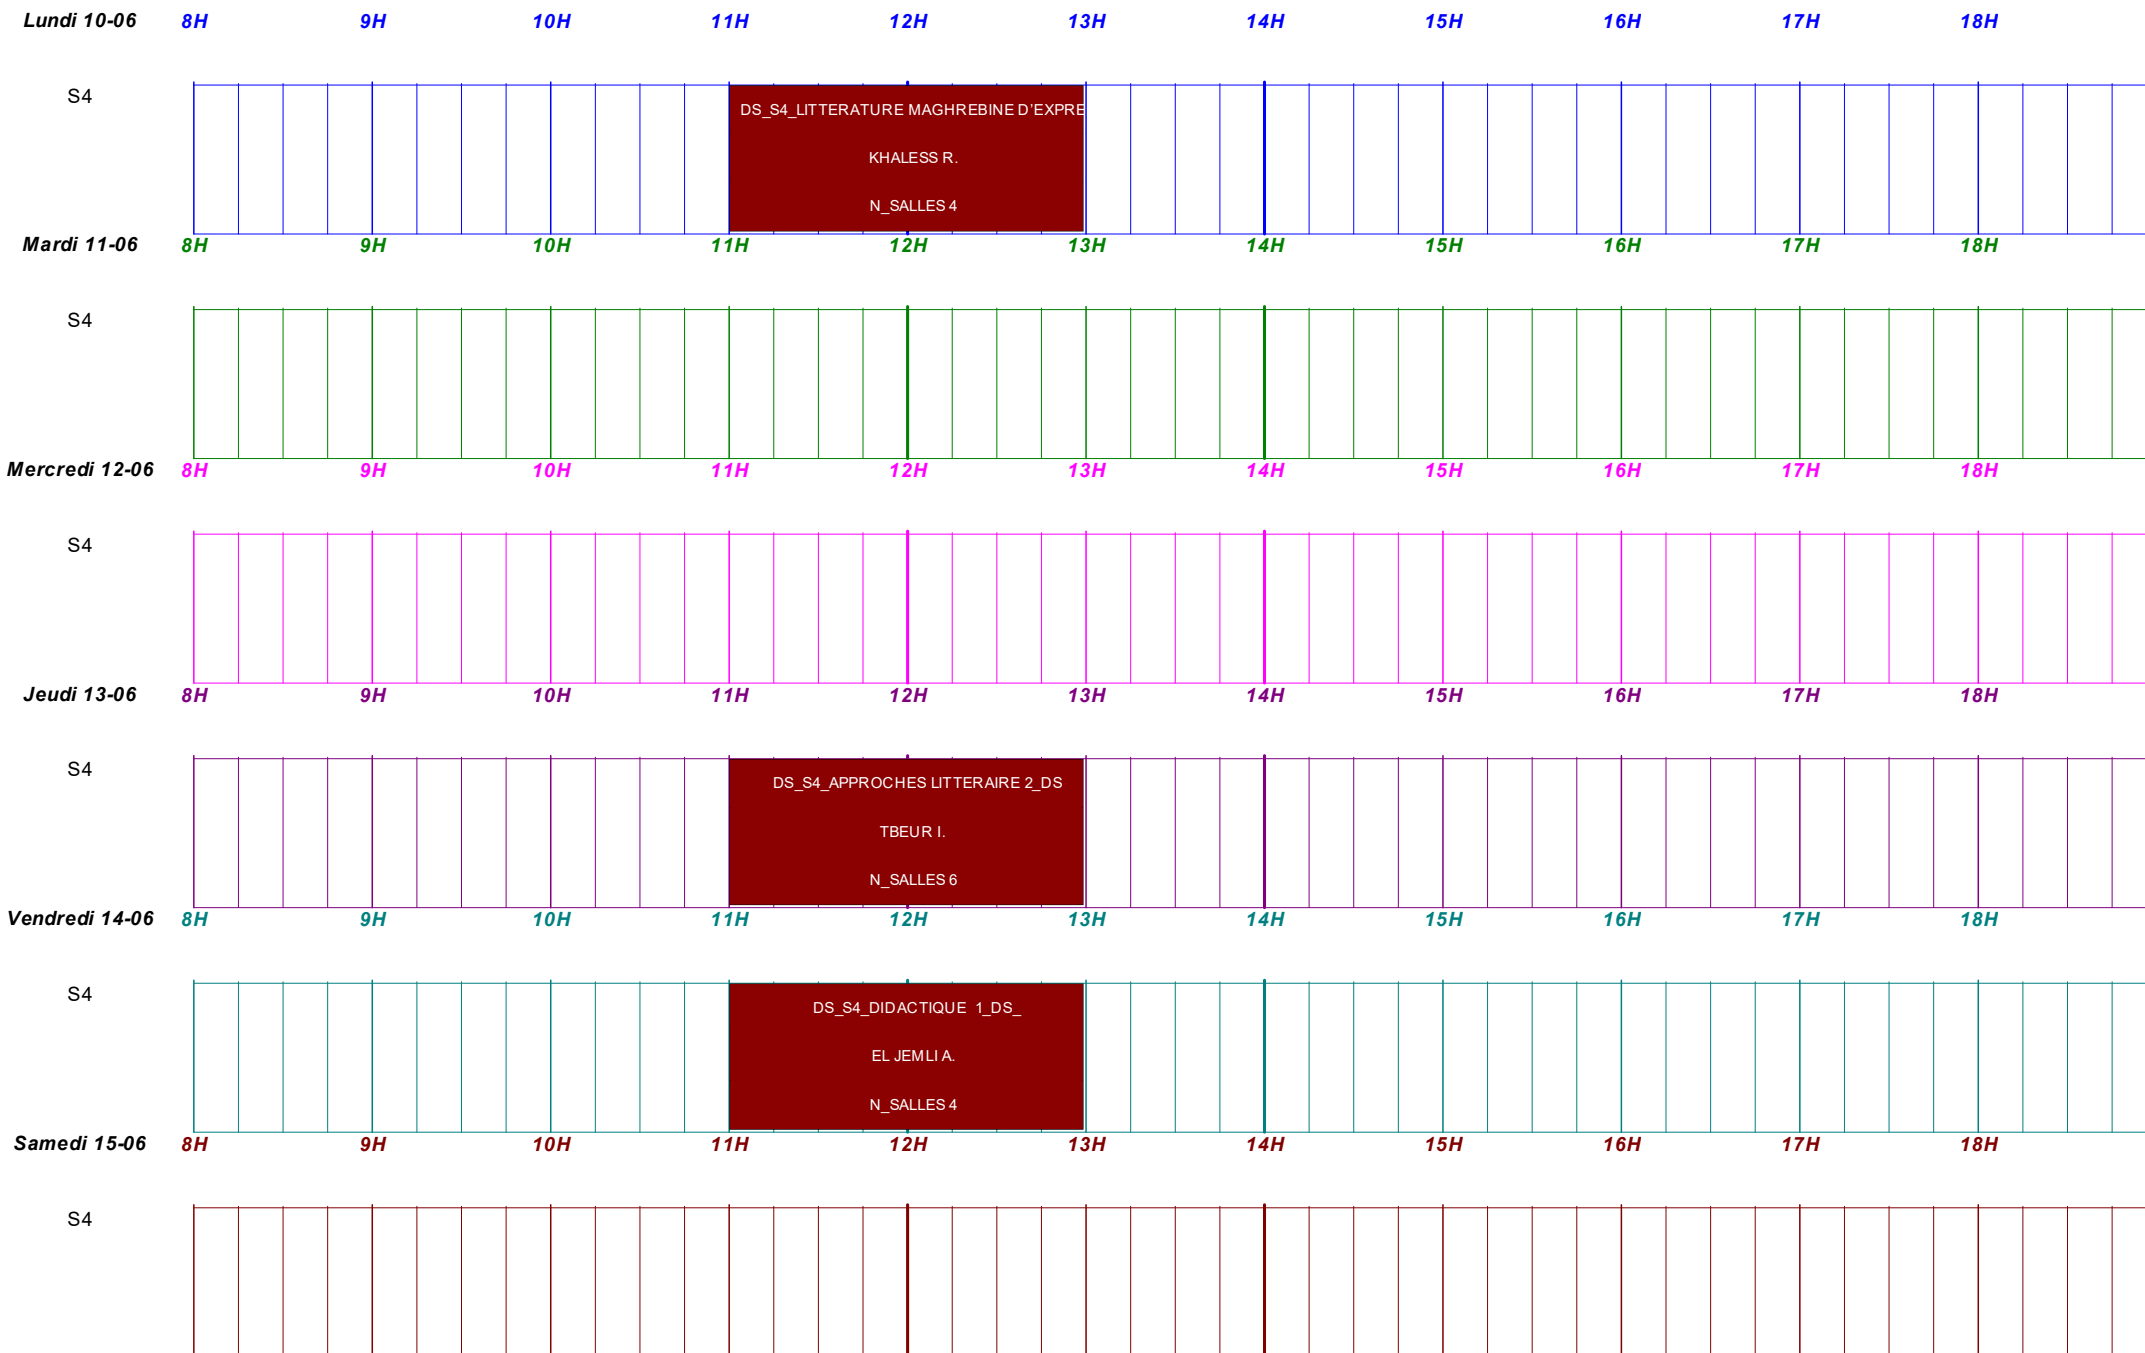 Lundi 10-06 8H 9H 10H 11H 12H 13H 14H 15H 16H 17H 18H
S4
DS_S4_LITTERATURE MAGHREBINE D'EXPRE
KHALESS R.
N_SALLES 4
Mardi 11-06 8H 9H 10H 11H 12H 13H 14H 15H 16H 17H 18H
S4
Mercredi 12-06 8H 9H 10H 11H 12H 13H 14H 15H 16H 17H 18H
S4
Jeudi 13-06 8H 9H 10H 11H 12H 13H 14H 15H 16H 17H 18H
S4
DS_S4_APPROCHES LITTERAIRE 2_DS
TBEUR I.
N_SALLES 6
Vendredi 14-06 8H 9H 10H 11H 12H 13H 14H 15H 16H 17H 18H
S4
DS_S4_DIDACTIQUE 1_DS_
EL JEMLI A.
N_SALLES 4
Samedi 15-06 8H 9H 10H 11H 12H 13H 14H 15H 16H 17H 18H
S4